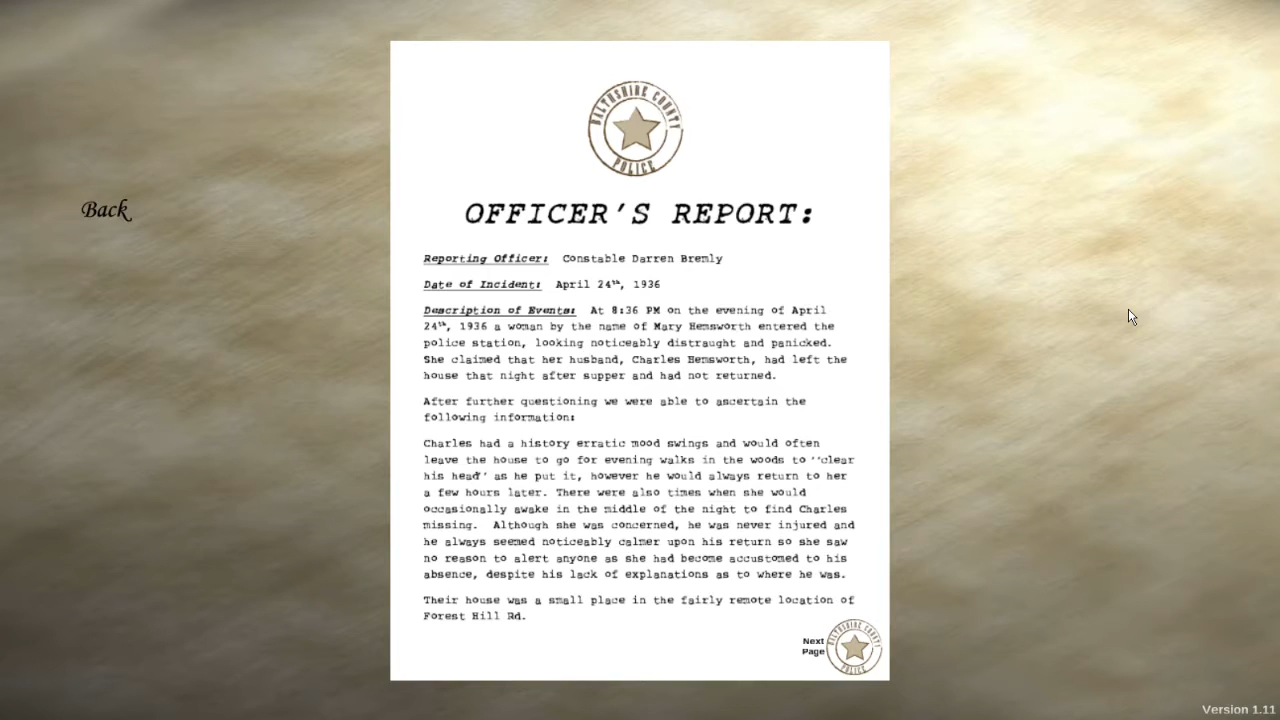 BALTHSHIRE COUNTY
POLICE
OFFICER'S REPORT:
Back
Reporting Officer: Constable Darren Bremly
Date of Incident: April 24th, 1936
Description of Events: At 8:36 PM on the evening of April
24th, 1936 a woman by the name of Mary Hemsworth entered the
police station, looking noticeably distraught and panicked.
She claimed that her husband, Charles Hemsworth, had left the
house that night after supper and had not returned.
After further questioning we were able to ascertain the
following information:
Charles had a history erratic mood swings and would often
leave the house to go for evening walks in the woods to ''clear
his head" as he put it, however he would always return to her
a few hours later. There were also times when she would
occasionally awake in the middle of the night to find Charles
missing. Although she was concerned, he was never injured and
he always seemed noticeably calmer upon his return so she saw
no reason to alert anyone as she had become accustomed to his
absence, despite his lack of explanations as to where he was.
Their house was a small place in the fairly remote location of
Forest Hill Rd.
Next
Page
BALTHSHIRE COUNTY
POLICE
Version 1.11